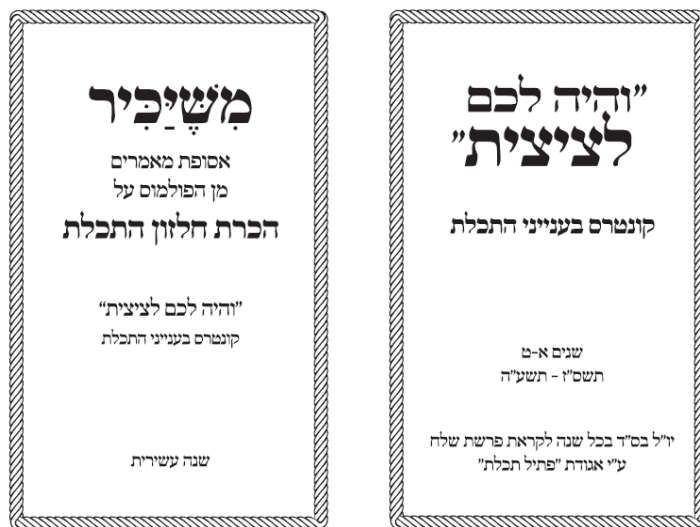 "והיה לכם
לציצית"
קונטרס בענייני התכלת
שנים א-ט
תשס"ז - תשע"ה
יו"ל בס"ד בכל שנה לקראת פרשת שלח
ע"י אגודת "פתיל תכלת"
מִשֶּׁיַּכִּיר
אסופת מאמרים
מן הפולמוס על
הכרת חלזון התכלת
"והיה לכם לציצית"
קונטרס בענייני התכלת
שנה עשירית